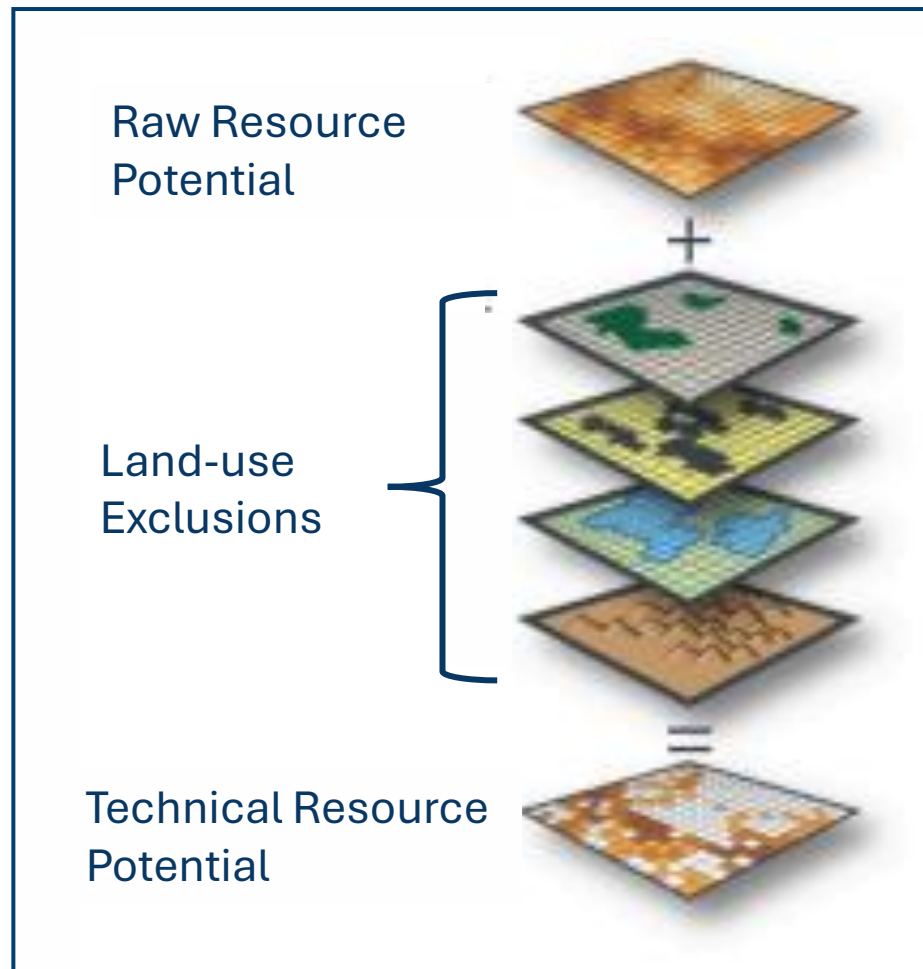 Raw Resource
Potential
+
Land-use
Exclusions
=
Technical Resource
Potential